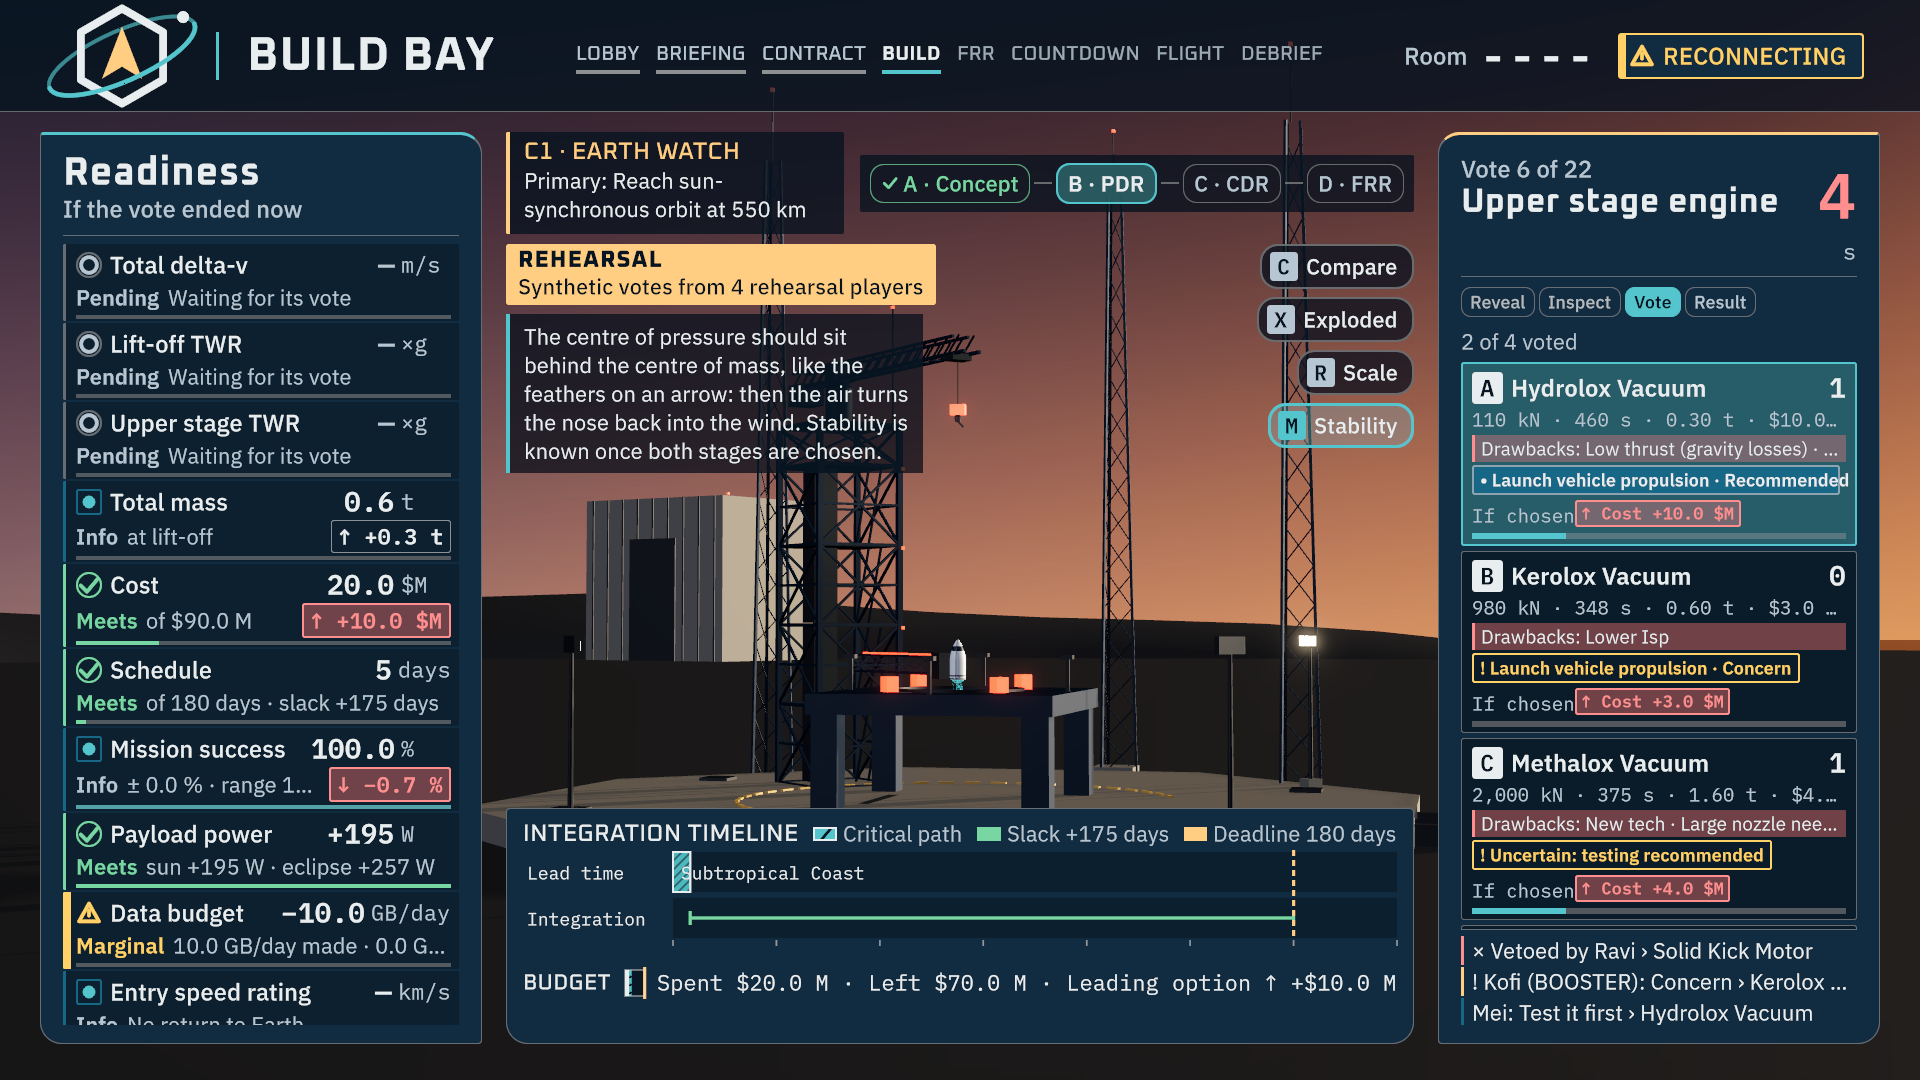 BUILD BAY
LOBBY BRIEFING CONTRACT BUILD FRR COUNTDOWN FLIGHT DEBRIEF
Room – – – –
RECONNECTING
Readiness
If the vote ended now
Total delta-v — m/s
Pending Waiting for its vote
Lift-off TWR — ×g
Pending Waiting for its vote
Upper stage TWR — ×g
Pending Waiting for its vote
Total mass 0.6 t
Info at lift-off ↑ +0.3 t
Cost 20.0 $M
Meets of $90.0 M ↑ +10.0 $M
Schedule 5 days
Meets of 180 days · slack +175 days
Mission success 100.0 %
Info ± 0.0 % · range 1... ↓ −0.7 %
Payload power +195 W
Meets sun +195 W · eclipse +257 W
Data budget −10.0 GB/day
Marginal 10.0 GB/day made · 0.0 G...
Entry speed rating — km/s
Info No return to Earth
C1 · EARTH WATCH
Primary: Reach sun-
synchronous orbit at 550 km
A · Concept B · PDR C · CDR D · FRR
REHEARSAL
Synthetic votes from 4 rehearsal players
The centre of pressure should sit
behind the centre of mass, like the
feathers on an arrow: then the air turns
the nose back into the wind. Stability is
known once both stages are chosen.
C Compare
X Exploded
R Scale
M Stability
INTEGRATION TIMELINE Critical path Slack +175 days Deadline 180 days
Lead time Subtropical Coast
Integration
BUDGET Spent $20.0 M · Left $70.0 M · Leading option ↑ +$10.0 M
Vote 6 of 22
Upper stage engine
4
s
Reveal Inspect Vote Result
2 of 4 voted
A Hydrolox Vacuum 1
110 kN · 460 s · 0.30 t · $10.0...
Drawbacks: Low thrust (gravity losses) · ...
• Launch vehicle propulsion · Recommended
If chosen ↑ Cost +10.0 $M
B Kerolox Vacuum 0
980 kN · 348 s · 0.60 t · $3.0 ...
Drawbacks: Lower Isp
! Launch vehicle propulsion · Concern
If chosen ↑ Cost +3.0 $M
C Methalox Vacuum 1
2,000 kN · 375 s · 1.60 t · $4....
Drawbacks: New tech · Large nozzle nee...
! Uncertain: testing recommended
If chosen ↑ Cost +4.0 $M
× Vetoed by Ravi › Solid Kick Motor
! Kofi (BOOSTER): Concern › Kerolox ...
Mei: Test it first › Hydrolox Vacuum